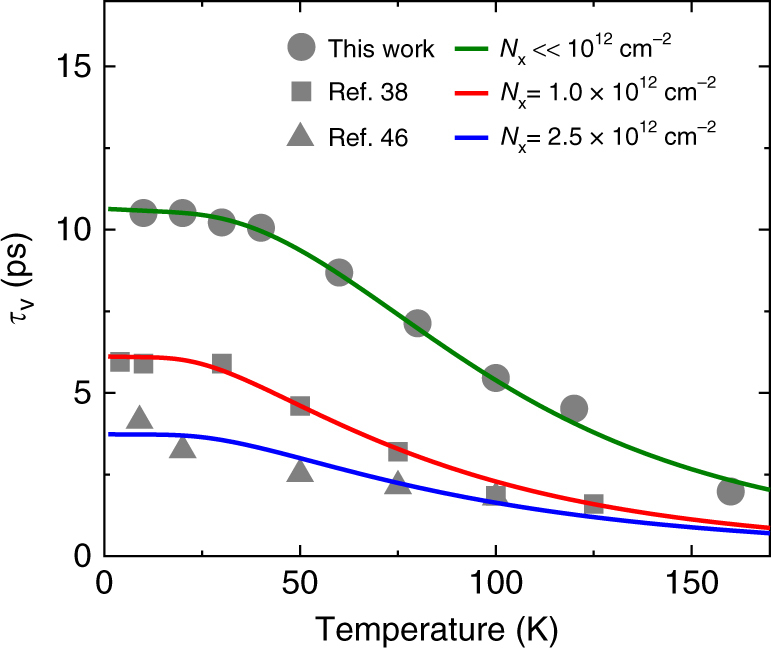 This work
Ref. 38
Ref. 46
Nₓ << 10¹² cm⁻²
Nₓ= 1.0 × 10¹² cm⁻²
Nₓ= 2.5 × 10¹² cm⁻²
15
10
5
0
τᵥ (ps)
0 50 100 150
Temperature (K)